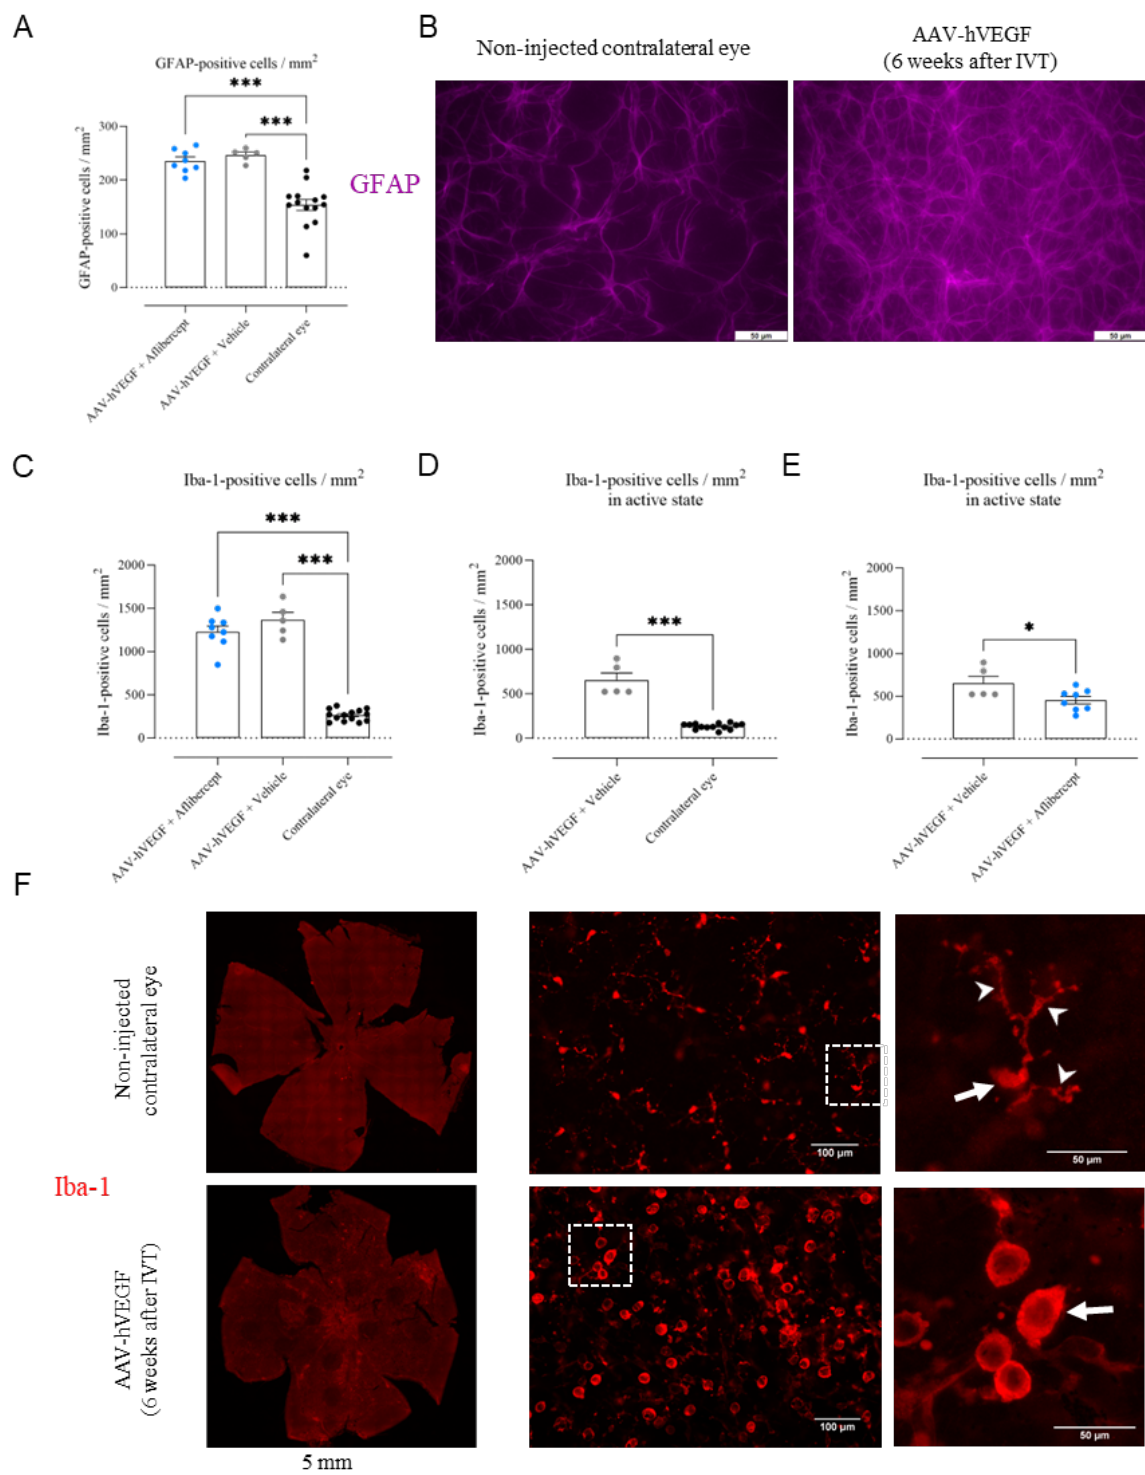 A
GFAP-positive cells / mm²
***
***
GFAP-positive cells / mm²
300
200
100
0
AAV-hVEGF + Aflibercept
AAV-hVEGF + Vehicle
Contralateral eye
B
Non-injected contralateral eye
AAV-hVEGF
(6 weeks after IVT)
GFAP
50 µm
50 µm
C
Iba-1-positive cells / mm²
***
***
Iba-1-positive cells / mm²
2000
1500
1000
500
0
AAV-hVEGF + Aflibercept
AAV-hVEGF + Vehicle
Contralateral eye
D
Iba-1-positive cells / mm²
in active state
***
Iba-1-positive cells / mm²
2000
1500
1000
500
0
AAV-hVEGF + Vehicle
Contralateral eye
E
Iba-1-positive cells / mm²
in active state
*
Iba-1-positive cells / mm²
2000
1500
1000
500
0
AAV-hVEGF + Vehicle
AAV-hVEGF + Aflibercept
F
Iba-1
Non-injected
contralateral eye
100 µm
50 µm
AAV-hVEGF
(6 weeks after IVT)
100 µm
50 µm
5 mm